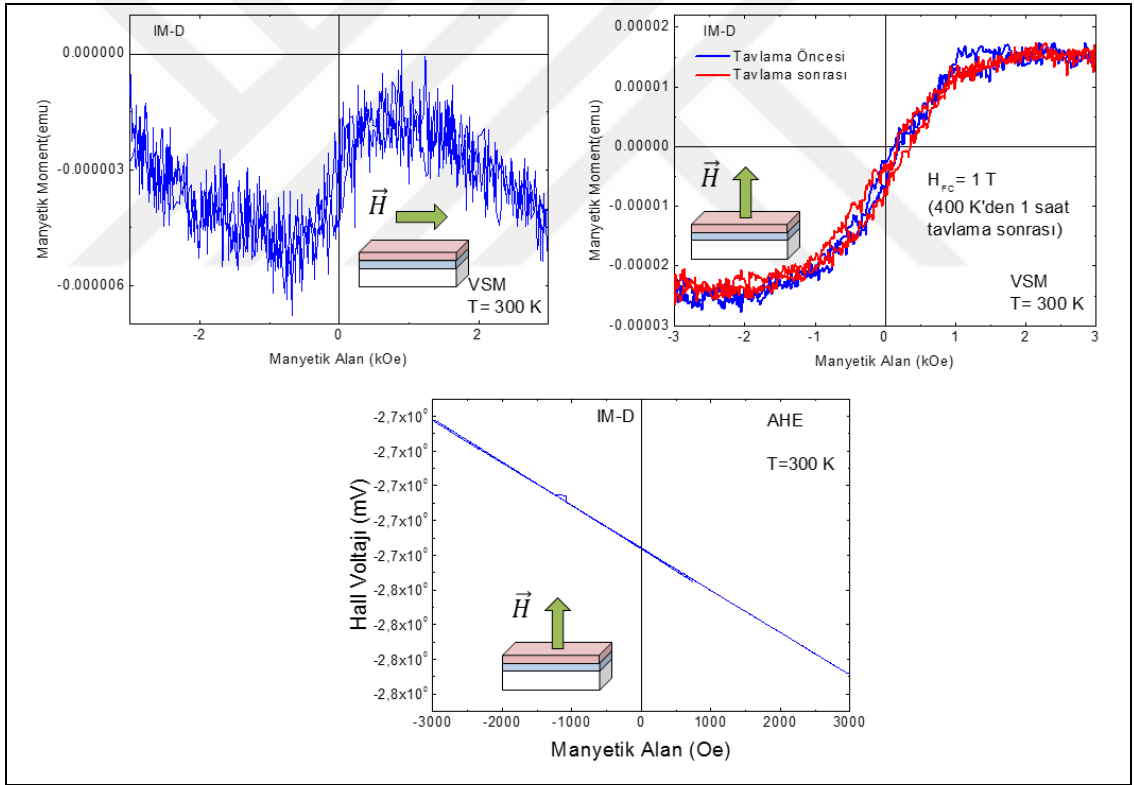 IM-D
0.000000
-0.000003
-0.000006
Manyetik Moment(emu)
H
VSM
T= 300 K
-2
0
2
Manyetik Alan (kOe)
IM-D
Tavlama Öncesi
Tavlama sonrası
0.00002
0.00001
0.00000
-0.00001
-0.00002
-0.00003
Manyetik Moment(emu)
H
H_FC= 1 T
(400 K'den 1 saat
tavlama sonrası)
VSM
T= 300 K
-3
-2
-1
0
1
2
3
Manyetik Alan (kOe)
IM-D
AHE
T=300 K
-2,7x10⁰
-2,7x10⁰
-2,7x10⁰
-2,7x10⁰
-2,7x10⁰
-2,8x10⁰
-2,8x10⁰
-2,8x10⁰
-2,8x10⁰
Hall Voltajı (mV)
H
-3000
-2000
-1000
0
1000
2000
3000
Manyetik Alan (Oe)